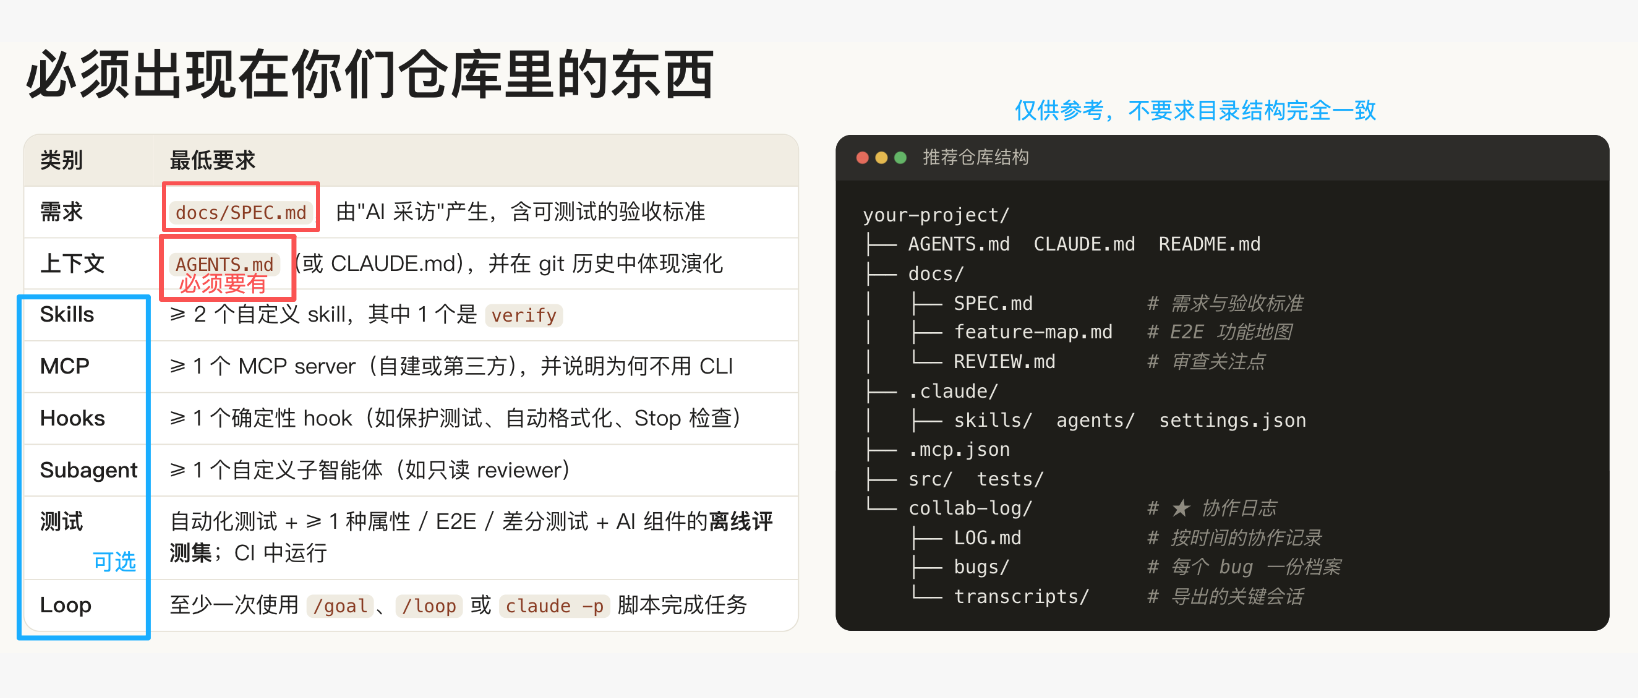 必须出现在你们仓库里的东西
类别 最低要求
需求 docs/SPEC.md 由"AI 采访"产生，含可测试的验收标准
上下文 AGENTS.md (或 CLAUDE.md)，并在 git 历史中体现演化
必须要有
Skills ⩾ 2 个自定义 skill，其中 1 个是 verify
MCP ⩾ 1 个 MCP server（自建或第三方），并说明为何不用 CLI
Hooks ⩾ 1 个确定性 hook（如保护测试、自动格式化、Stop 检查）
Subagent ⩾ 1 个自定义子智能体（如只读 reviewer）
测试 自动化测试 + ⩾ 1 种属性 / E2E / 差分测试 + AI 组件的离线评
测集；CI 中运行
可选
Loop 至少一次使用 /goal、/loop 或 claude -p 脚本完成任务
仅供参考，不要求目录结构完全一致
推荐仓库结构
your-project/
├── AGENTS.md CLAUDE.md README.md
├── docs/
│ ├── SPEC.md # 需求与验收标准
│ ├── feature-map.md # E2E 功能地图
│ └── REVIEW.md # 审查关注点
├── .claude/
│ ├── skills/ agents/ settings.json
├── .mcp.json
├── src/ tests/
└── collab-log/ # ★ 协作日志
├── LOG.md # 按时间的协作记录
├── bugs/ # 每个 bug 一份档案
└── transcripts/ # 导出的关键会话